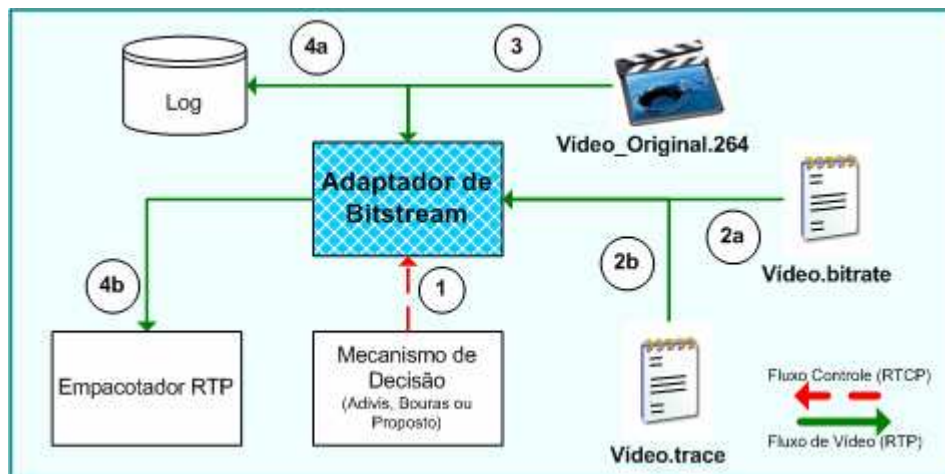 4a
3
Log
Vídeo_Original.264
Adaptador de
Bitstream
2a
2b
Vídeo.bitrate
4b
1
Empacotador RTP
Mecanismo de
Decisão
(Adivis, Bouras ou
Proposto)
Vídeo.trace
Fluxo Controle (RTCP)
Fluxo de Vídeo (RTP)